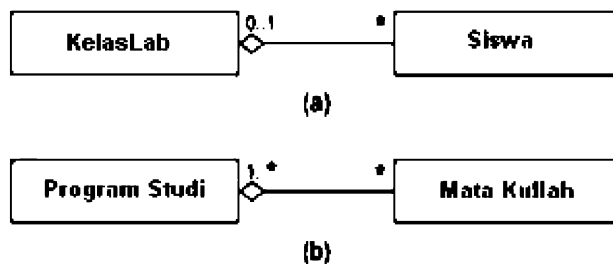 0..1 *
KelasLab Siswa
(a)
1..* *
Program Studi Mata Kuliah
(b)